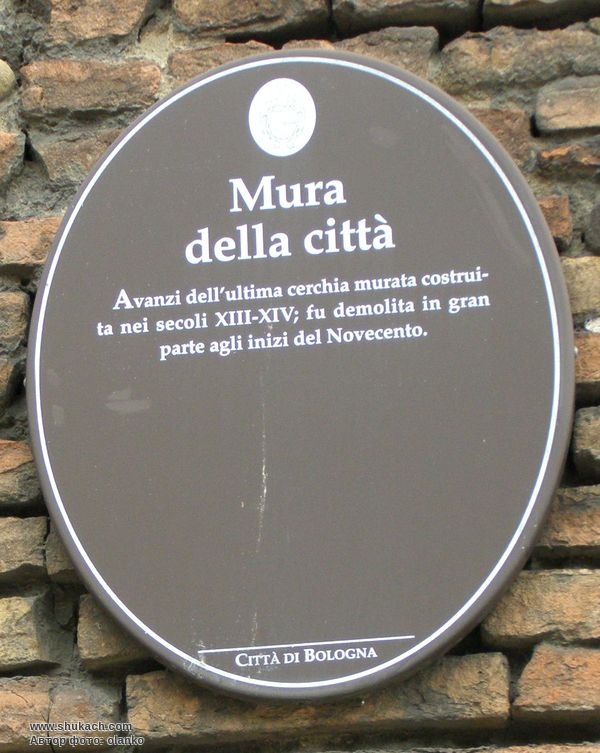 Mura
della città
Avanzi dell'ultima cerchia murata costrui-
ta nei secoli XIII-XIV; fu demolita in gran
parte agli inizi del Novecento.
CITTÀ DI BOLOGNA
www.shukach.com
Автор фото: olanko